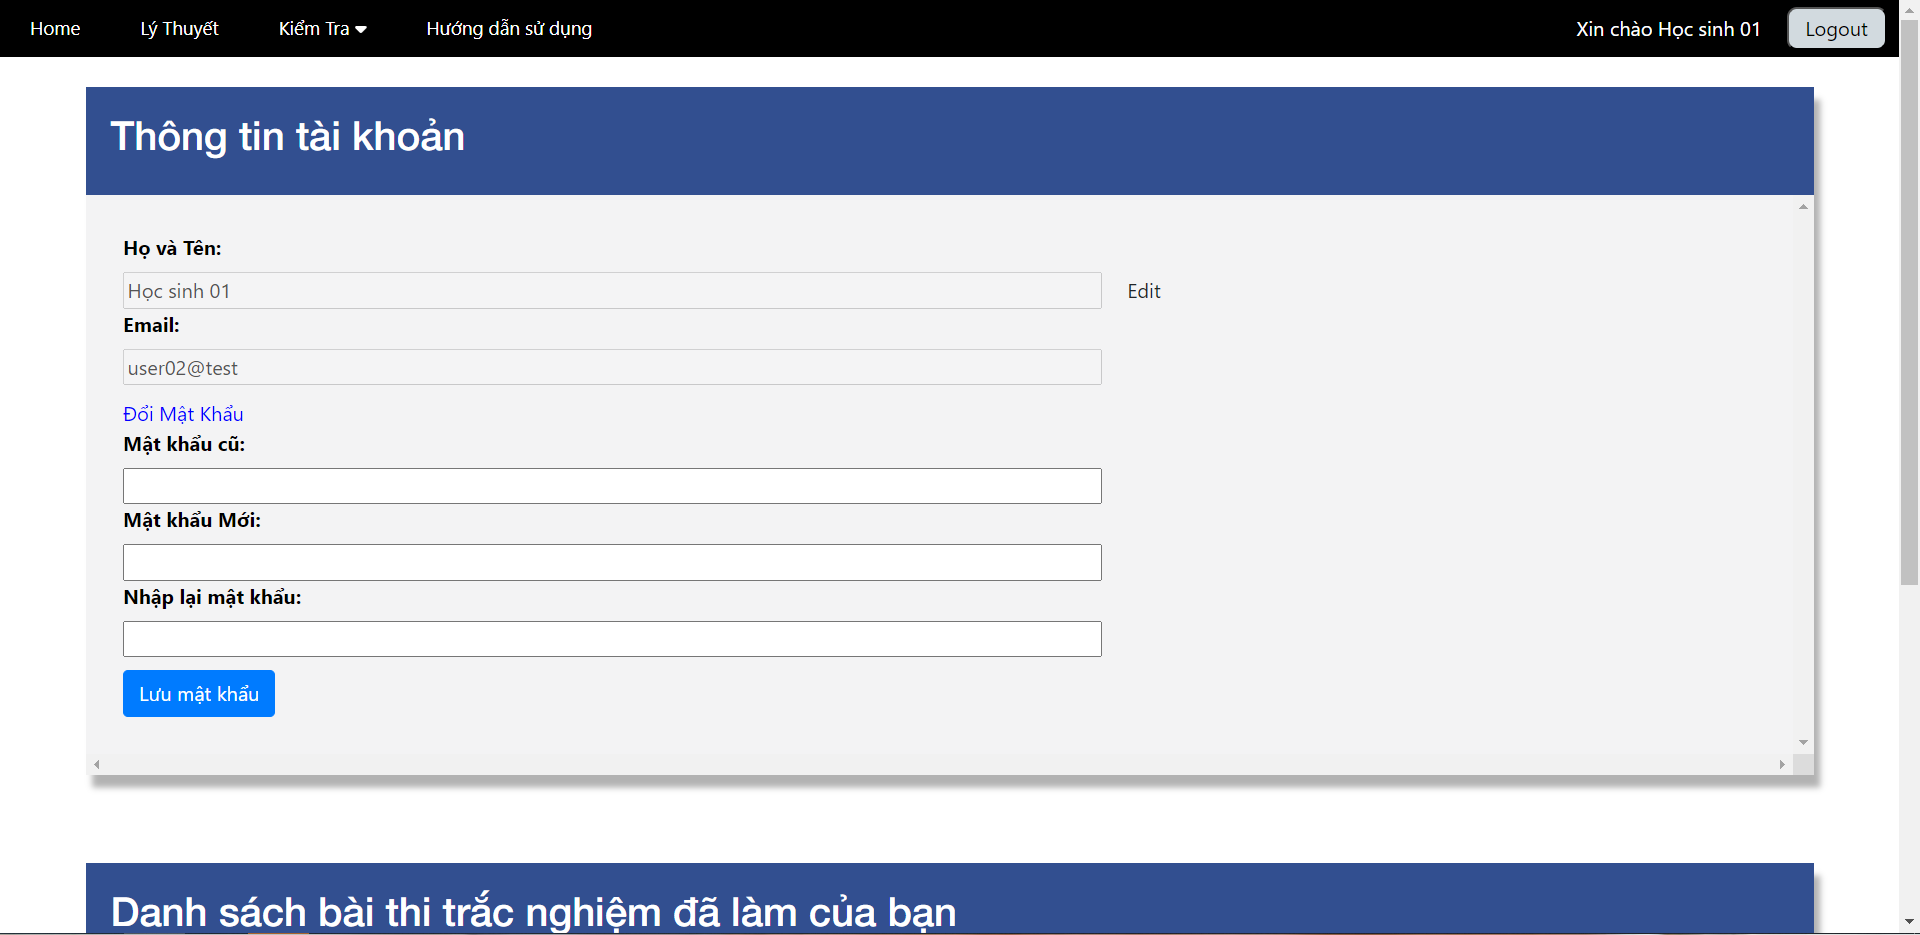 Home Lý Thuyết Kiểm Tra Hướng dẫn sử dụng Xin chào Học sinh 01 Logout
Thông tin tài khoản
Họ và Tên:
Học sinh 01 Edit
Email:
user02@test
Đổi Mật Khẩu
Mật khẩu cũ:
Mật khẩu Mới:
Nhập lại mật khẩu:
Lưu mật khẩu
Danh sách bài thi trắc nghiệm đã làm của bạn